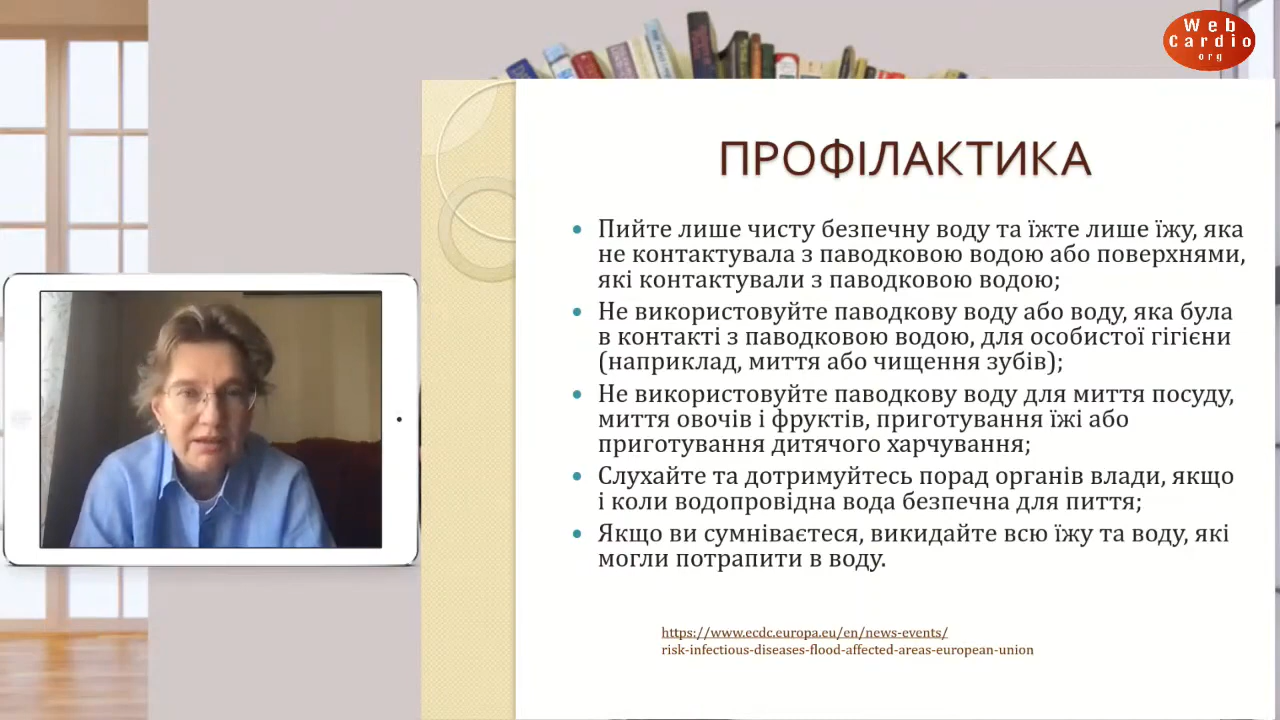 Web
Cardio
org
ПРОФІЛАКТИКА
• Пийте лише чисту безпечну воду та їжте лише їжу, яка
не контактувала з паводковою водою або поверхнями,
які контактували з паводковою водою;
• Не використовуйте паводкову воду або воду, яка була
в контакті з паводковою водою, для особистої гігієни
(наприклад, миття або чищення зубів);
• Не використовуйте паводкову воду для миття посуду,
миття овочів і фруктів, приготування їжі або
приготування дитячого харчування;
• Слухайте та дотримуйтесь порад органів влади, якщо
і коли водопровідна вода безпечна для пиття;
• Якщо ви сумніваєтеся, викидайте всю їжу та воду, які
могли потрапити в воду.
https://www.ecdc.europa.eu/en/news-events/
risk-infectious-diseases-flood-affected-areas-european-union